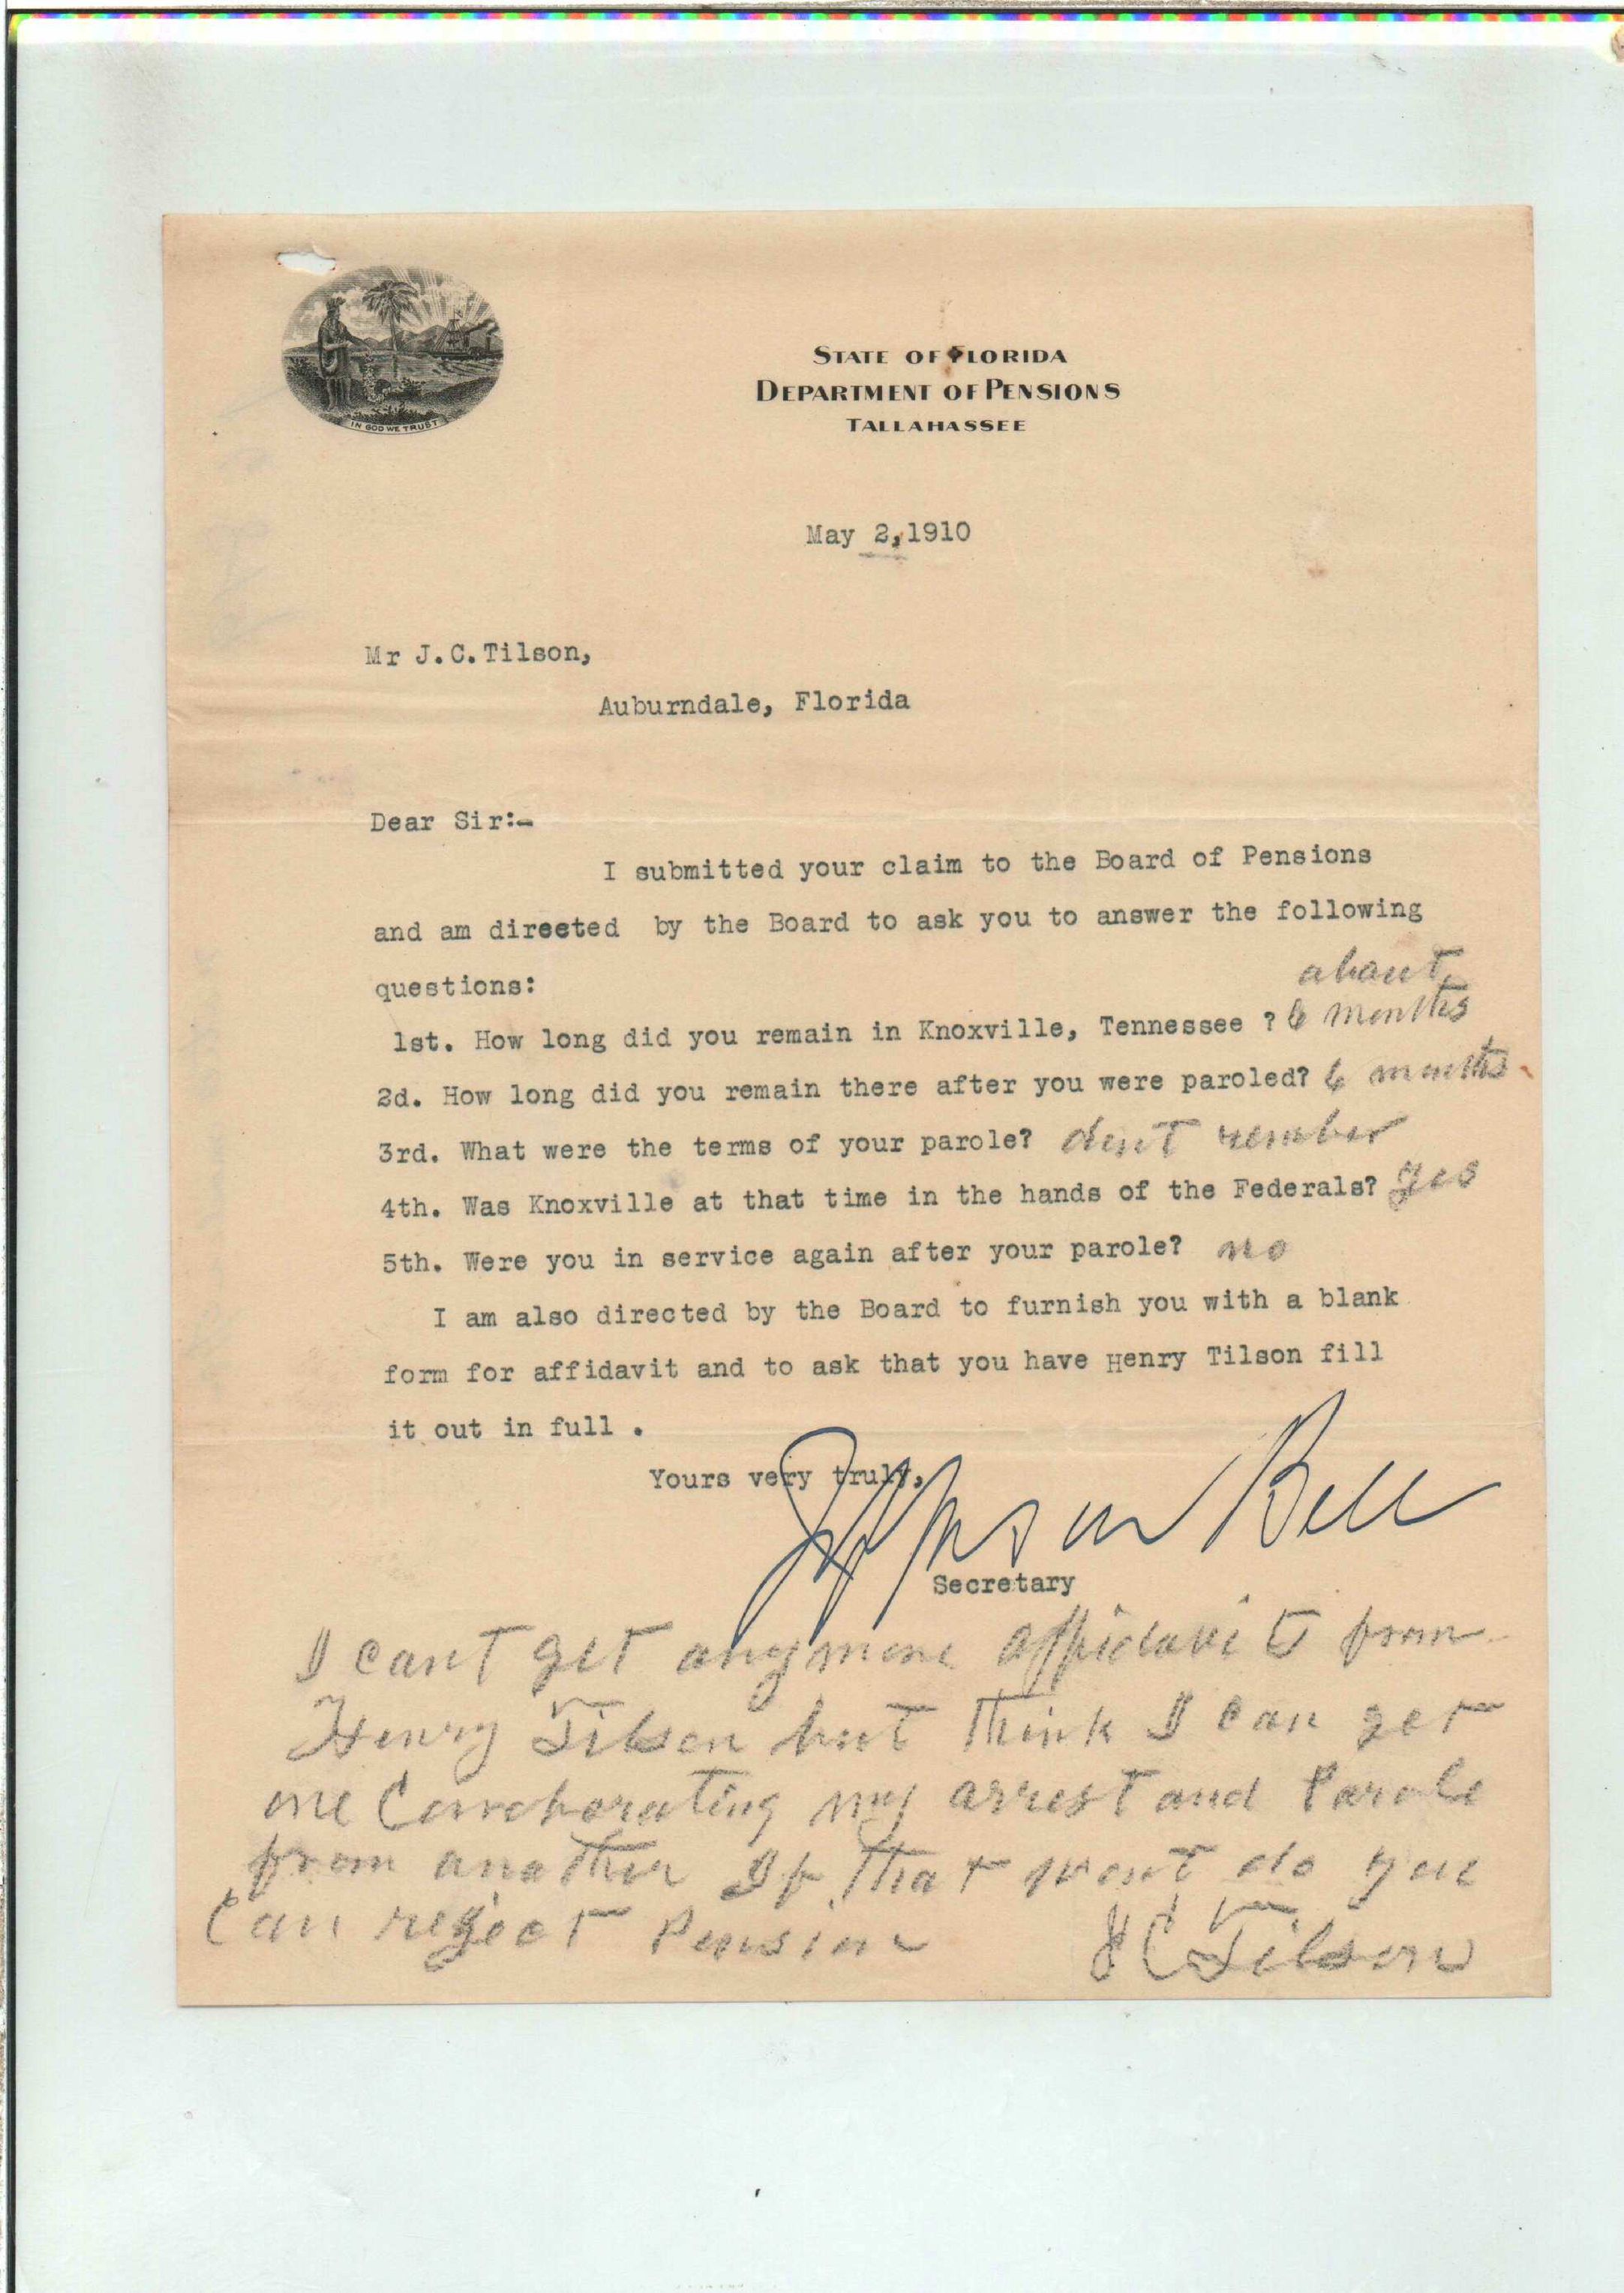 IN GOD WE TRUST
STATE OF FLORIDA
DEPARTMENT OF PENSIONS
TALLAHASSEE
May 2,1910
Mr J.C.Tilson,
Auburndale, Florida
Dear Sir:-
I submitted your claim to the Board of Pensions
and am directed by the Board to ask you to answer the following
questions:
about
1st. How long did you remain in Knoxville, Tennessee ? 6 months
2d. How long did you remain there after you were paroled? 6 months
3rd. What were the terms of your parole? dont rember
4th. Was Knoxville at that time in the hands of the Federals? yes
5th. Were you in service again after your parole? no
I am also directed by the Board to furnish you with a blank
form for affidavit and to ask that you have Henry Tilson fill
it out in full .
Yours very truly,
Jefferson Bell
Secretary
I cant get anymore affidavits from
Henry Tilson but think I can get
one Corroborating my arrest and Parole
from another If that wont do you
Can regect Pension J C Tilson